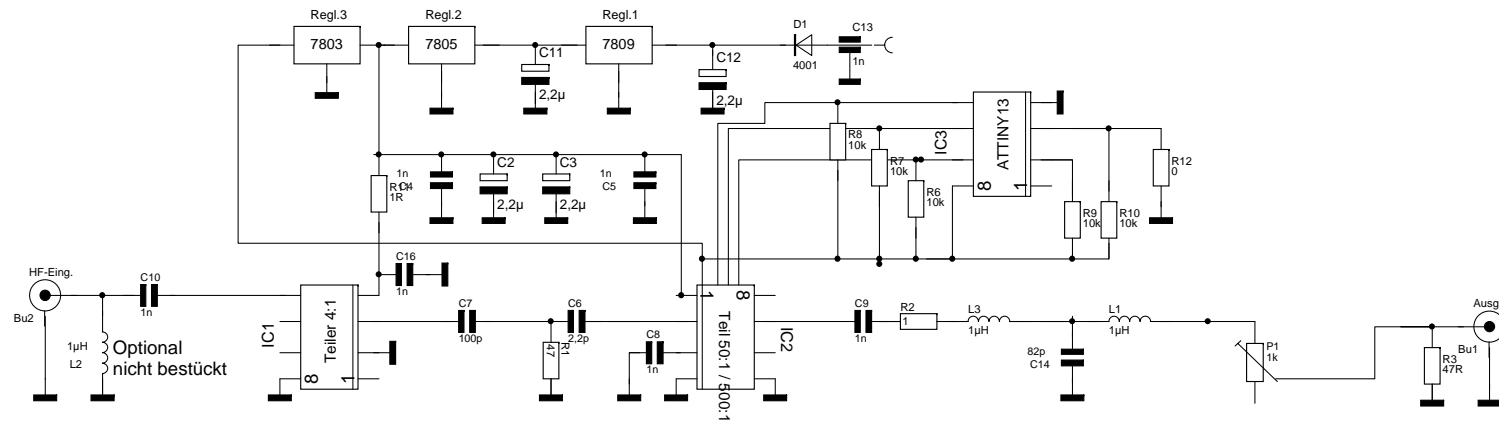 Regl.3
Regl.2
Regl.1
7803
7805
7809
C11
2,2µ
C12
2,2µ
D1
4001
C13
1n
R8
10k
R7
10k
R6
10k
IC3
ATTINY13
8
1
R9
10k
R10
10k
R12
0
R11
1R
1n
C4
C2
2,2µ
C3
2,2µ
1n
C5
C16
1n
HF-Eing.
Bu2
C10
1n
1µH
L2
Optional
nicht bestückt
IC1
Teiler 4:1
8
1
C7
100p
C6
2,2p
R1
47
C8
1n
1
8
Teil 50:1 / 500:1
IC2
C9
1n
R2
1
L3
1µH
82p
C14
L1
1µH
P1
1k
R3
47R
Ausg
Bu1